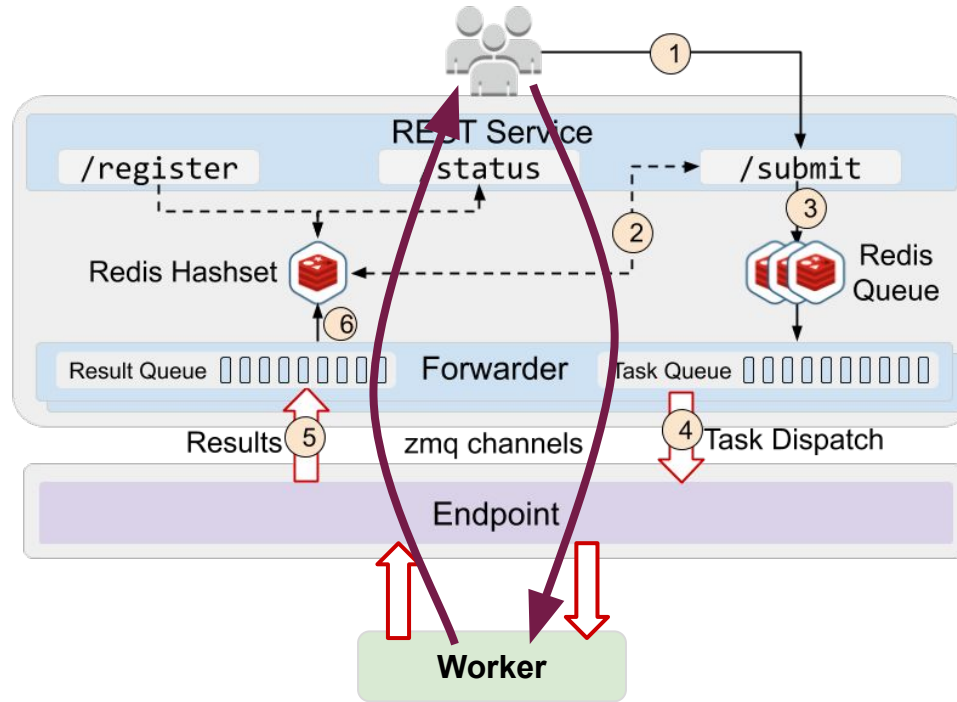 1
REST Service
/register
/status
/submit
3
2
Redis Hashset
Redis
Queue
6
Result Queue
Forwarder
Task Queue
Results
5
zmq channels
4
Task Dispatch
Endpoint
Worker